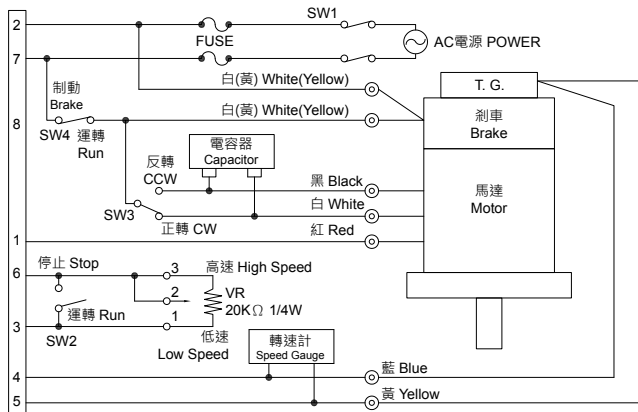 2
SW1
FUSE
AC電源 POWER
7
白(黃) White(Yellow)
T. G.
制動
Brake
8
白(黃) White(Yellow)
剎車
Brake
SW4
運轉
Run
電容器
Capacitor
反轉
CCW
黑 Black
馬達
Motor
白 White
SW3
正轉 CW
紅 Red
1
6
停止 Stop
3
高速 High Speed
2
VR
20KΩ 1/4W
運轉 Run
1
3
低速
Low Speed
SW2
轉速計
Speed Gauge
藍 Blue
4
黃 Yellow
5